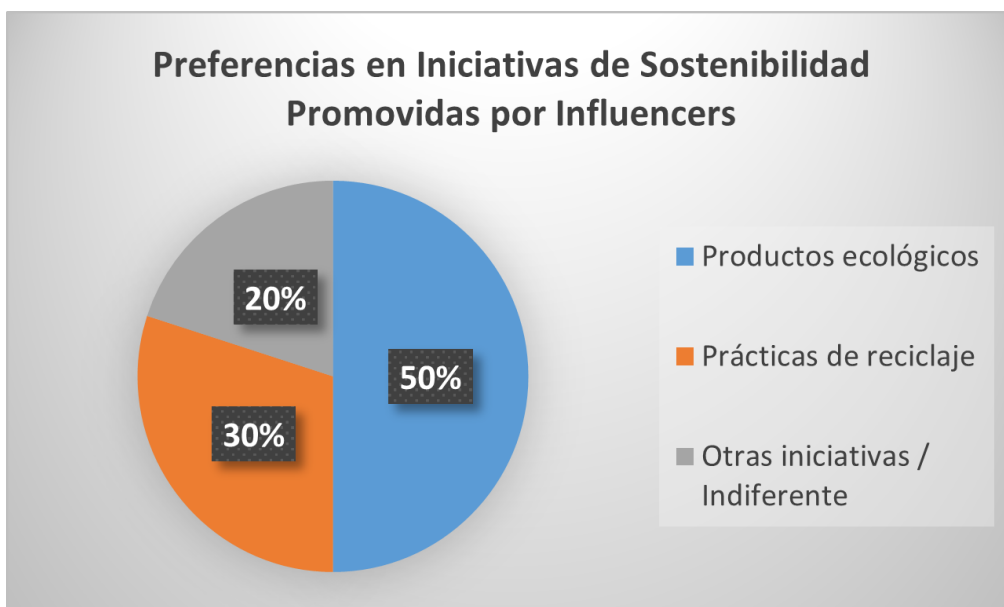 Preferencias en Iniciativas de Sostenibilidad
Promovidas por Influencers
20%
50%
30%
Productos ecológicos
Prácticas de reciclaje
Otras iniciativas /
Indiferente